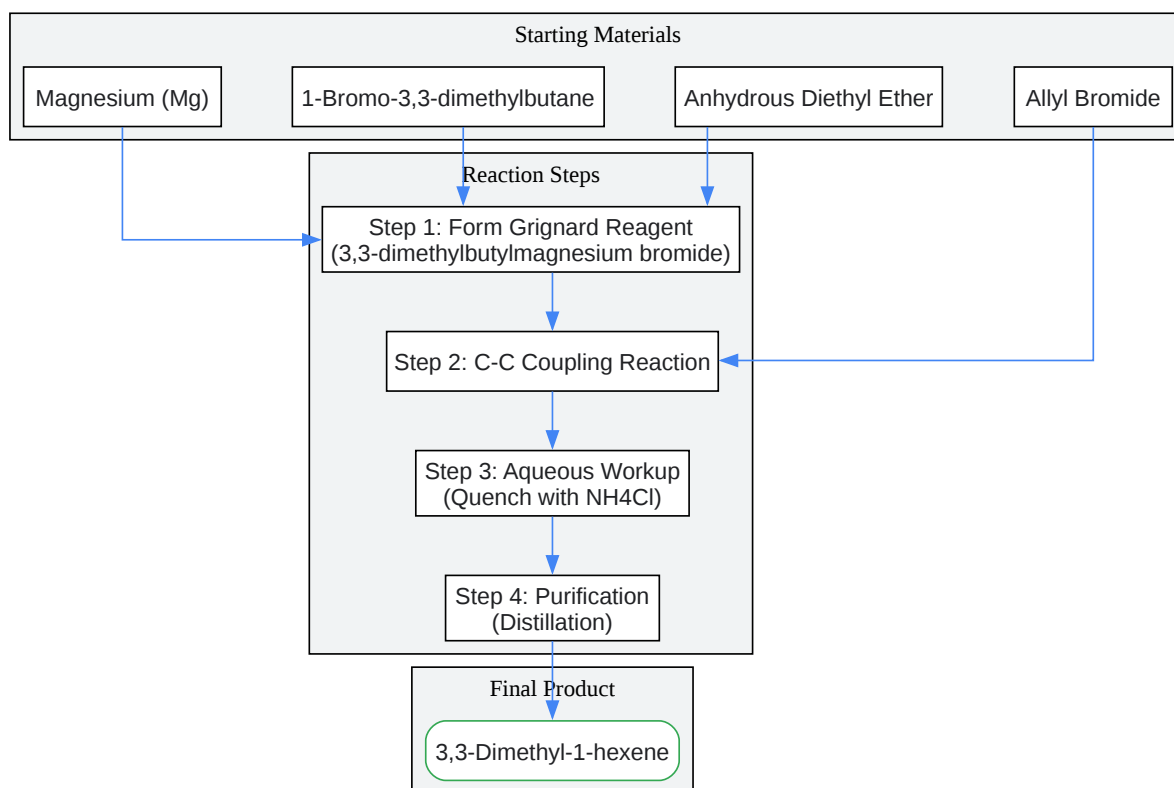 Starting Materials
Magnesium (Mg)
1-Bromo-3,3-dimethylbutane
Anhydrous Diethyl Ether
Allyl Bromide
Reaction Steps
Step 1: Form Grignard Reagent
(3,3-dimethylbutylmagnesium bromide)
Step 2: C-C Coupling Reaction
Step 3: Aqueous Workup
(Quench with NH4Cl)
Step 4: Purification
(Distillation)
Final Product
3,3-Dimethyl-1-hexene